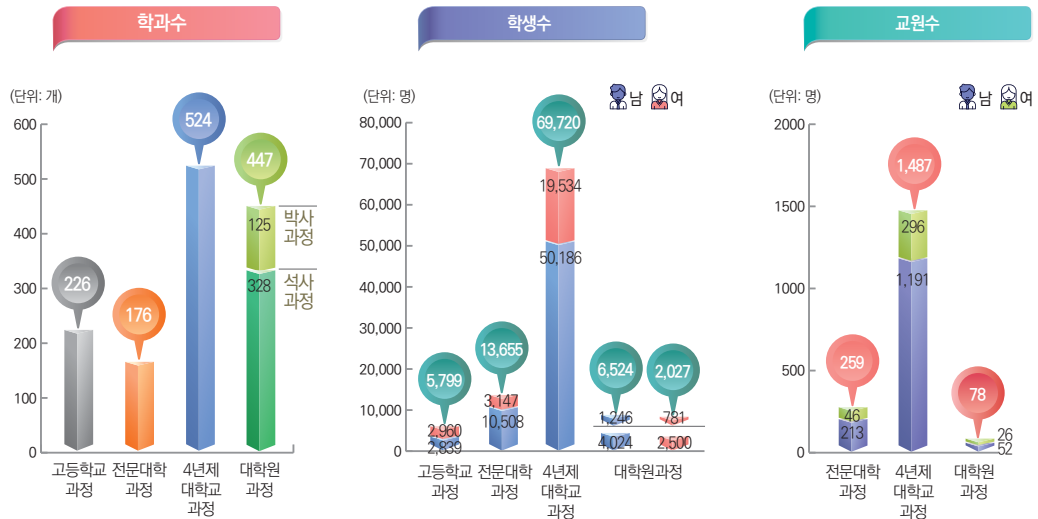 학과수
(단위: 개)
600
500
400
300
200
100
0
226
176
524
447
125
328
박사
과정
석사
과정
고등학교
과정
전문대학
과정
4년제
대학교
과정
대학원
과정
학생수
(단위: 명)
남
여
80,000
70,000
60,000
50,000
40,000
30,000
20,000
10,000
0
5,799
2,960
2,839
13,655
3,147
10,508
69,720
19,534
50,186
6,524
1,246
4,024
2,027
781
2,500
고등학교
과정
전문대학
과정
4년제
대학교
과정
대학원과정
교원수
(단위: 명)
남
여
2000
1500
1000
500
0
259
46
213
1,487
296
1,191
78
26
52
전문대학
과정
4년제
대학교
과정
대학원
과정